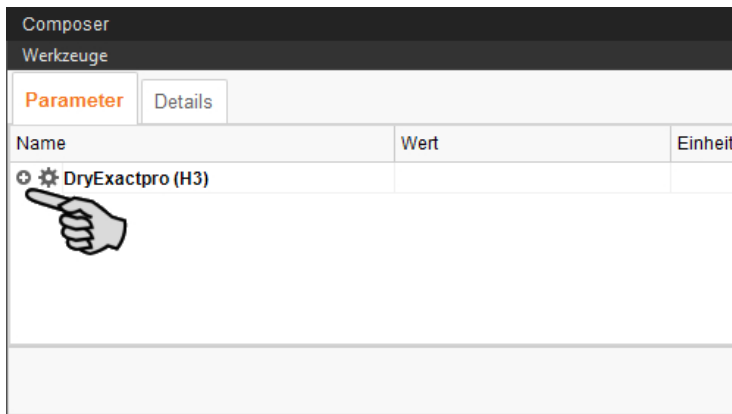 Composer
Werkzeuge
Parameter Details
Name Wert Einheit
DryExactpro (H3)